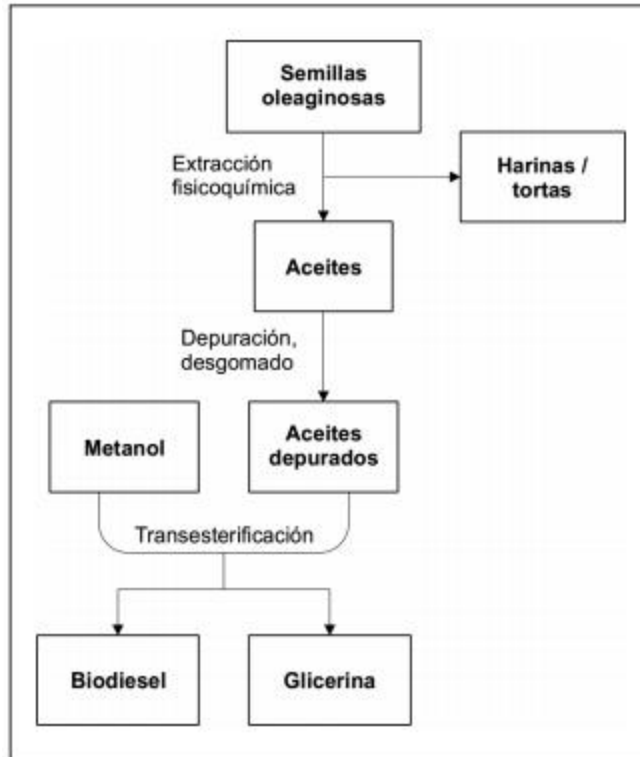 Semillas
oleaginosas
Extracción
fisicoquímica
Harinas /
tortas
Aceites
Depuración,
desgomado
Metanol
Aceites
depurados
Transesterificación
Biodiesel
Glicerina